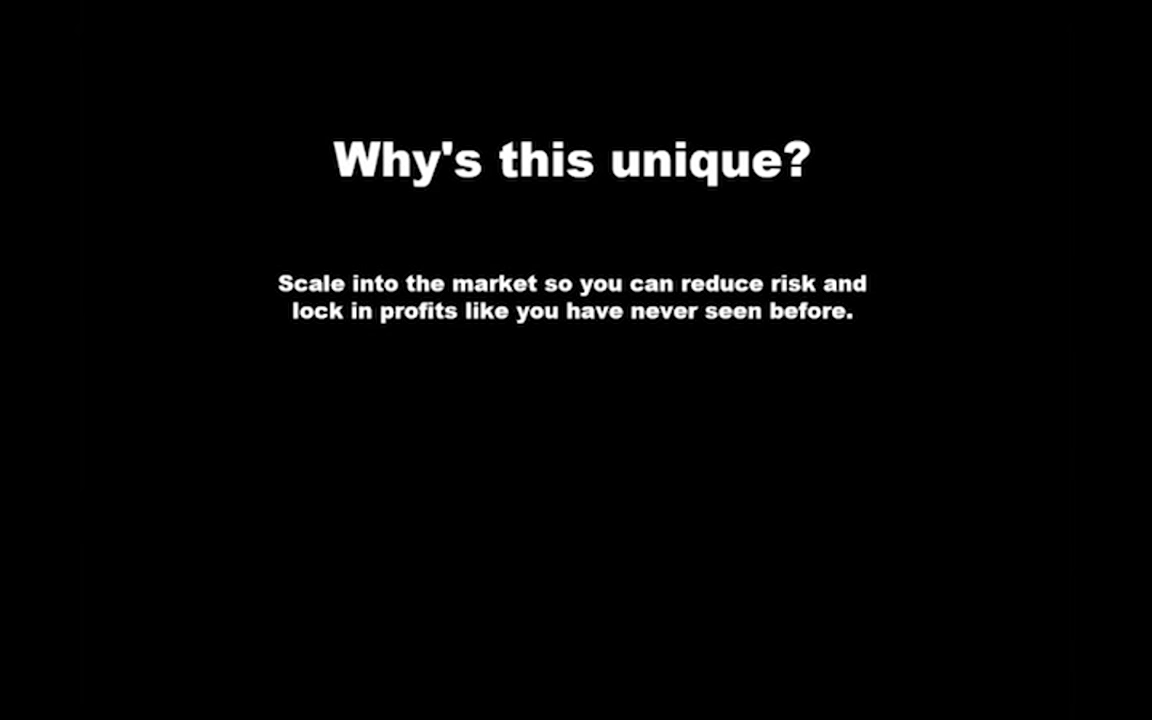 Why's this unique?
Scale into the market so you can reduce risk and
lock in profits like you have never seen before.